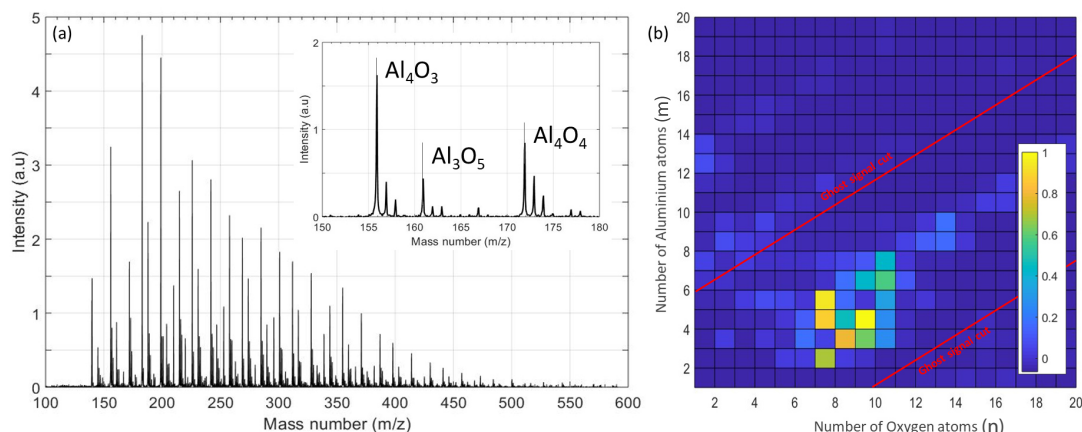 (a)
Intensity (a.u)
5
4
3
2
1
0
100 150 200 250 300 350 400 450 500 550 600
Mass number (m/z)
Intensity (a.u)
2
1
0
150 155 160 165 170 175 180
Mass number (m/z)
Al₄O₃
Al₃O₅
Al₄O₄
(b)
Number of Aluminium atoms (m)
20
18
16
14
12
10
8
6
4
2
2 4 6 8 10 12 14 16 18 20
Number of Oxygen atoms (n)
Ghost signal cut
Ghost signal cut
1
0.8
0.6
0.4
0.2
0